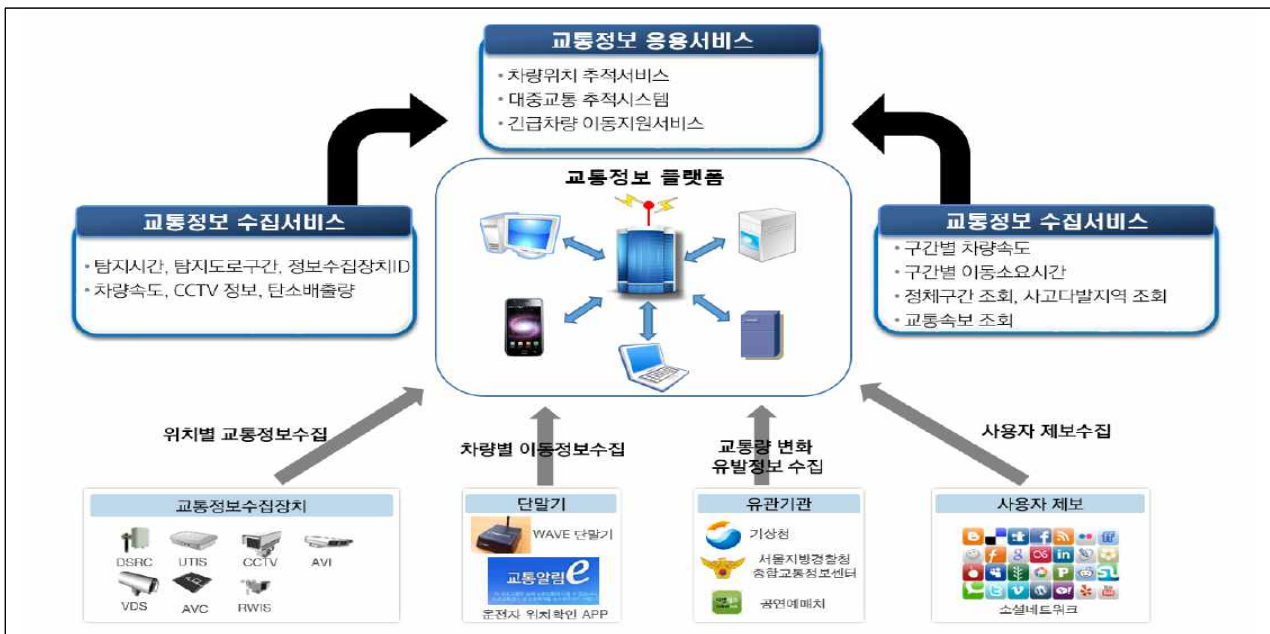 교통정보 응용서비스
• 차량위치 추적서비스
• 대중교통 추적시스템
• 긴급차량 이동지원서비스
교통정보 플랫폼
교통정보 수집서비스
• 탐지시간, 탐지도로구간, 정보수집장치ID
• 차량속도, CCTV 정보, 탄소배출량
교통정보 수집서비스
• 구간별 차량속도
• 구간별 이동소요시간
• 정체구간 조회, 사고다발지역 조회
• 교통속보 조회
위치별 교통정보수집
차량별 이동정보수집
교통량 변화
유발정보 수집
사용자 제보수집
교통정보수집장치
DSRC
UTIS
CCTV
AVI
VDS
AVC
RWIS
단말기
WAVE 단말기
교통알림e
운전자 위치확인 APP
유관기관
기상청
서울지방경찰청
종합교통정보센터
공연예매처
사용자 제보
소셜네트워크